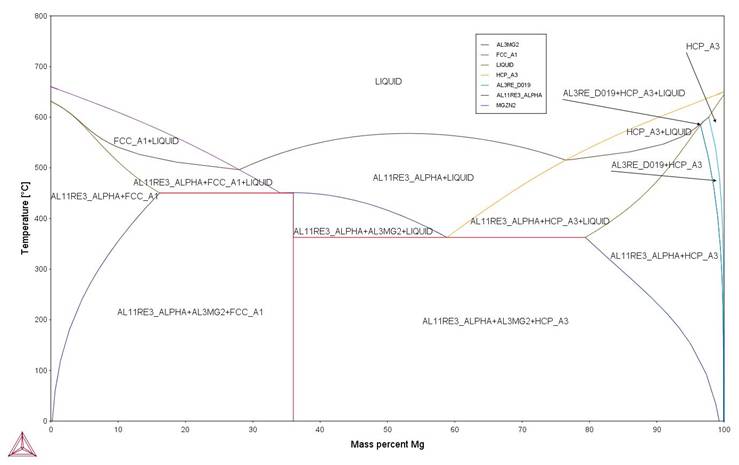 800
700
600
500
400
300
200
100
0
Temperature [°C]
0 10 20 30 40 50 60 70 80 90 100
Mass percent Mg
AL3MG2
FCC_A1
LIQUID
HCP_A3
AL3RE_D019
AL11RE3_ALPHA
MGZN2
HCP_A3
LIQUID
AL3RE_D019+HCP_A3+LIQUID
HCP_A3+LIQUID
FCC_A1+LIQUID
AL3RE_D019+HCP_A3
AL11RE3_ALPHA+LIQUID
AL11RE3_ALPHA+FCC_A1+LIQUID
AL11RE3_ALPHA+FCC_A1
AL11RE3_ALPHA+HCP_A3+LIQUID
AL11RE3_ALPHA+AL3MG2+LIQUID
AL11RE3_ALPHA+HCP_A3
AL11RE3_ALPHA+AL3MG2+FCC_A1
AL11RE3_ALPHA+AL3MG2+HCP_A3